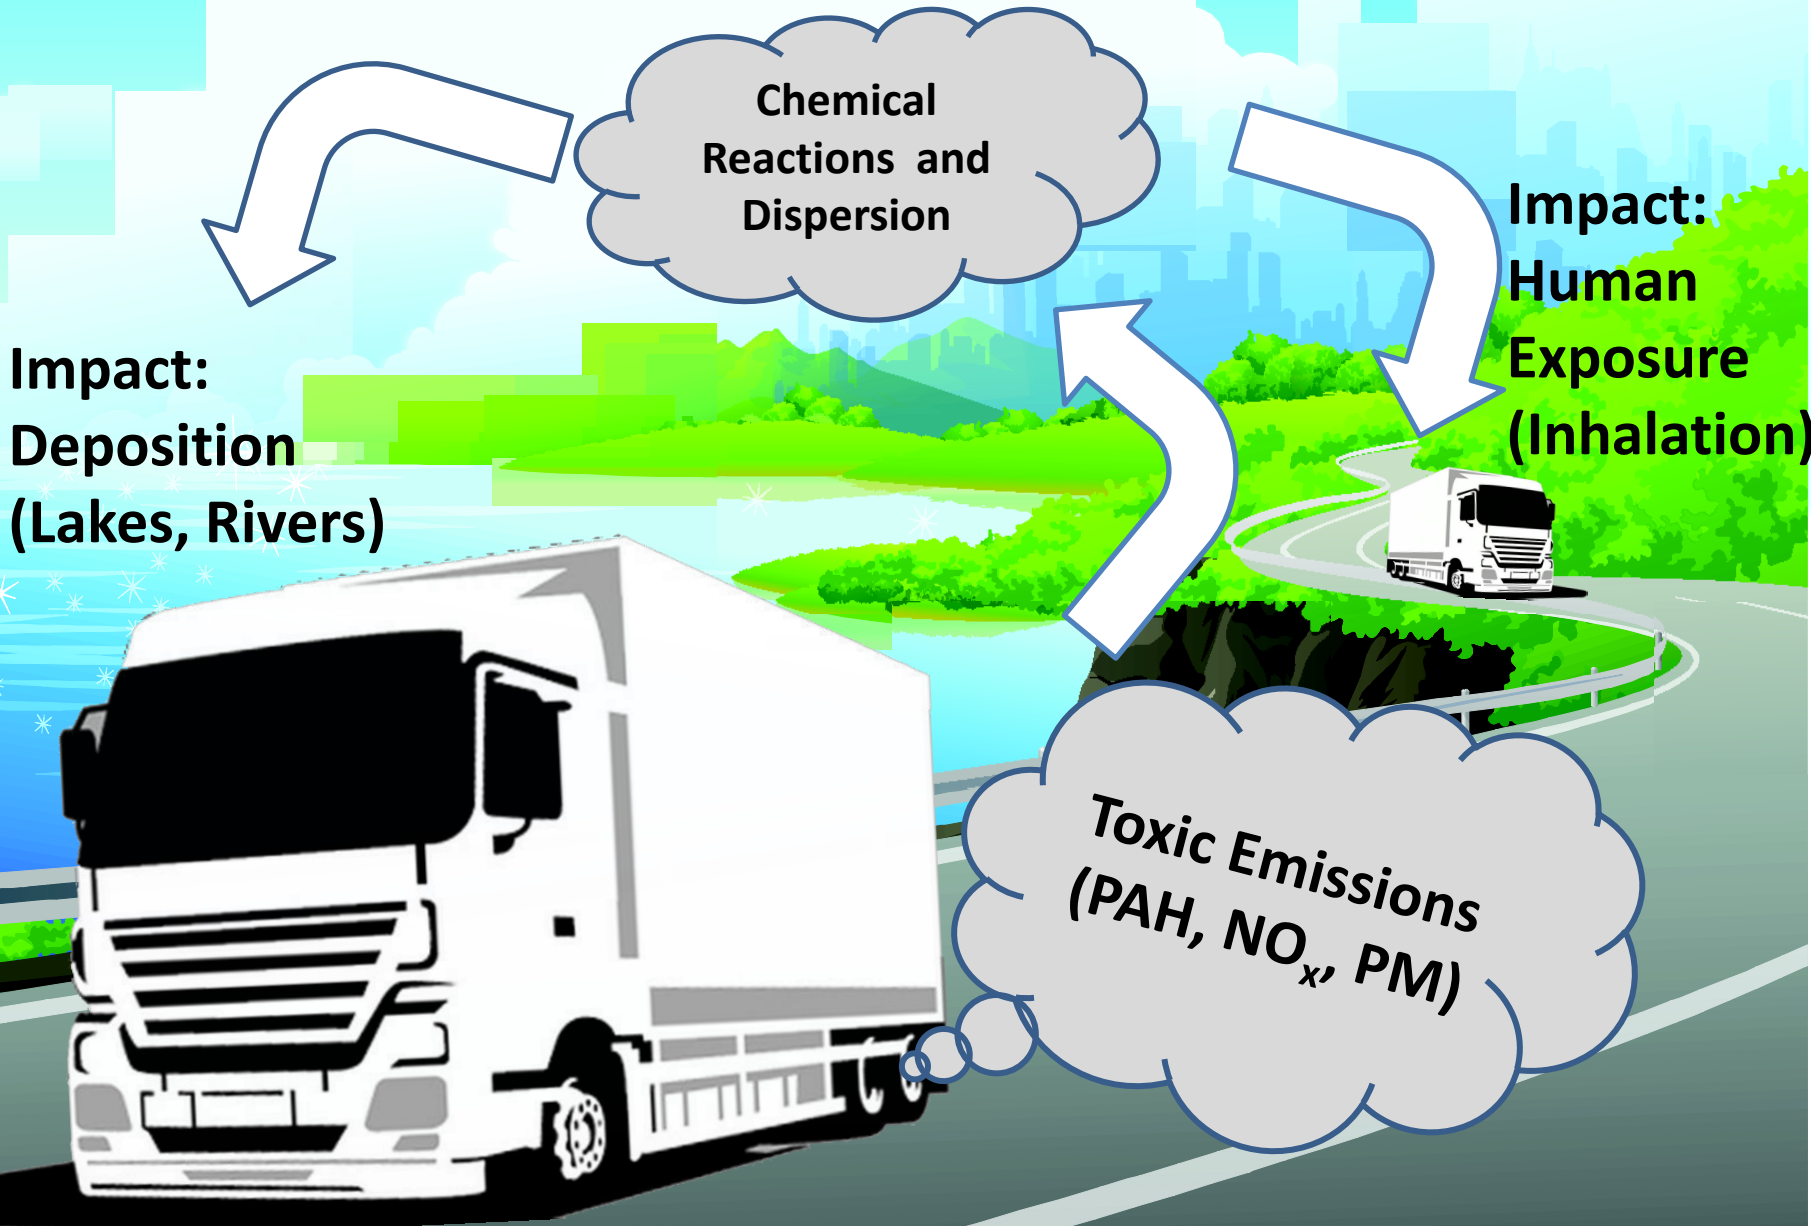 Chemical
Reactions and
Dispersion
Impact:
Human
Exposure
(Inhalation)
Impact:
Deposition
(Lakes, Rivers)
Toxic Emissions
(PAH, NOₓ, PM)